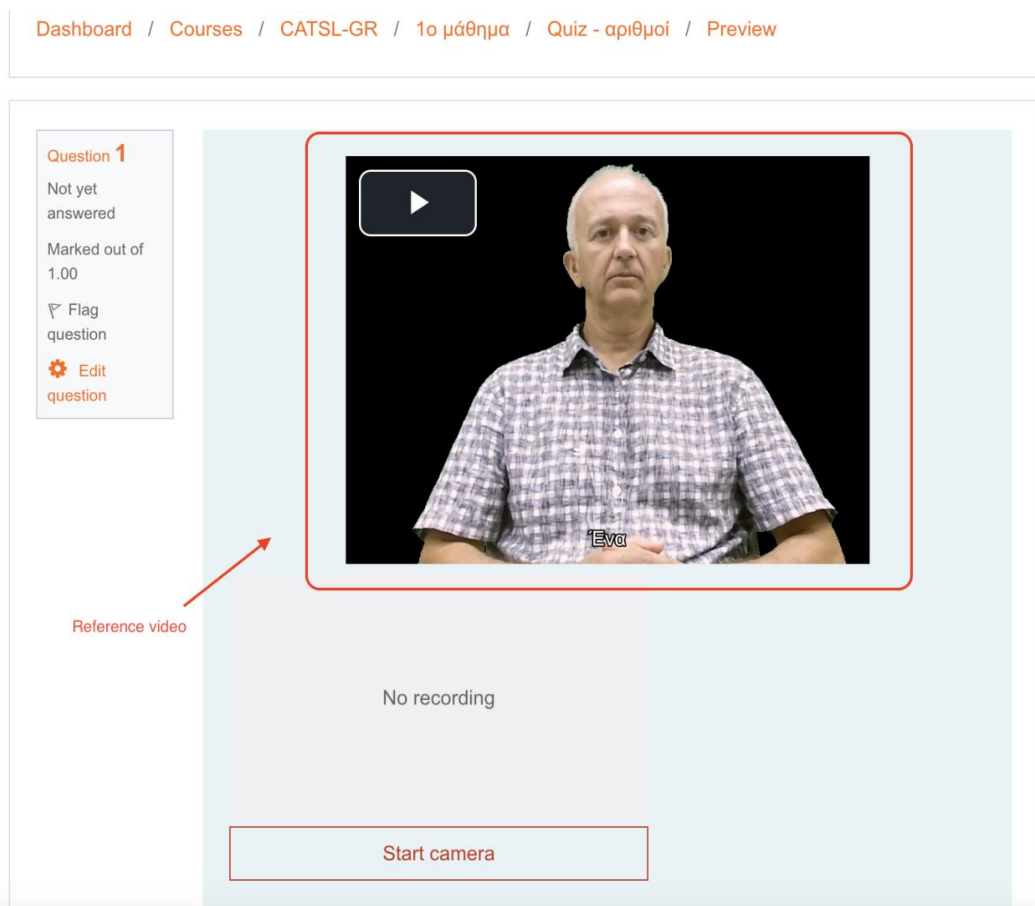 Dashboard / Courses / CATSL-GR / 1ο μάθημα / Quiz - αριθμοί / Preview
Question 1
Not yet
answered
Marked out of
1.00
Flag
question
Edit
question
Ένα
Reference video
No recording
Start camera